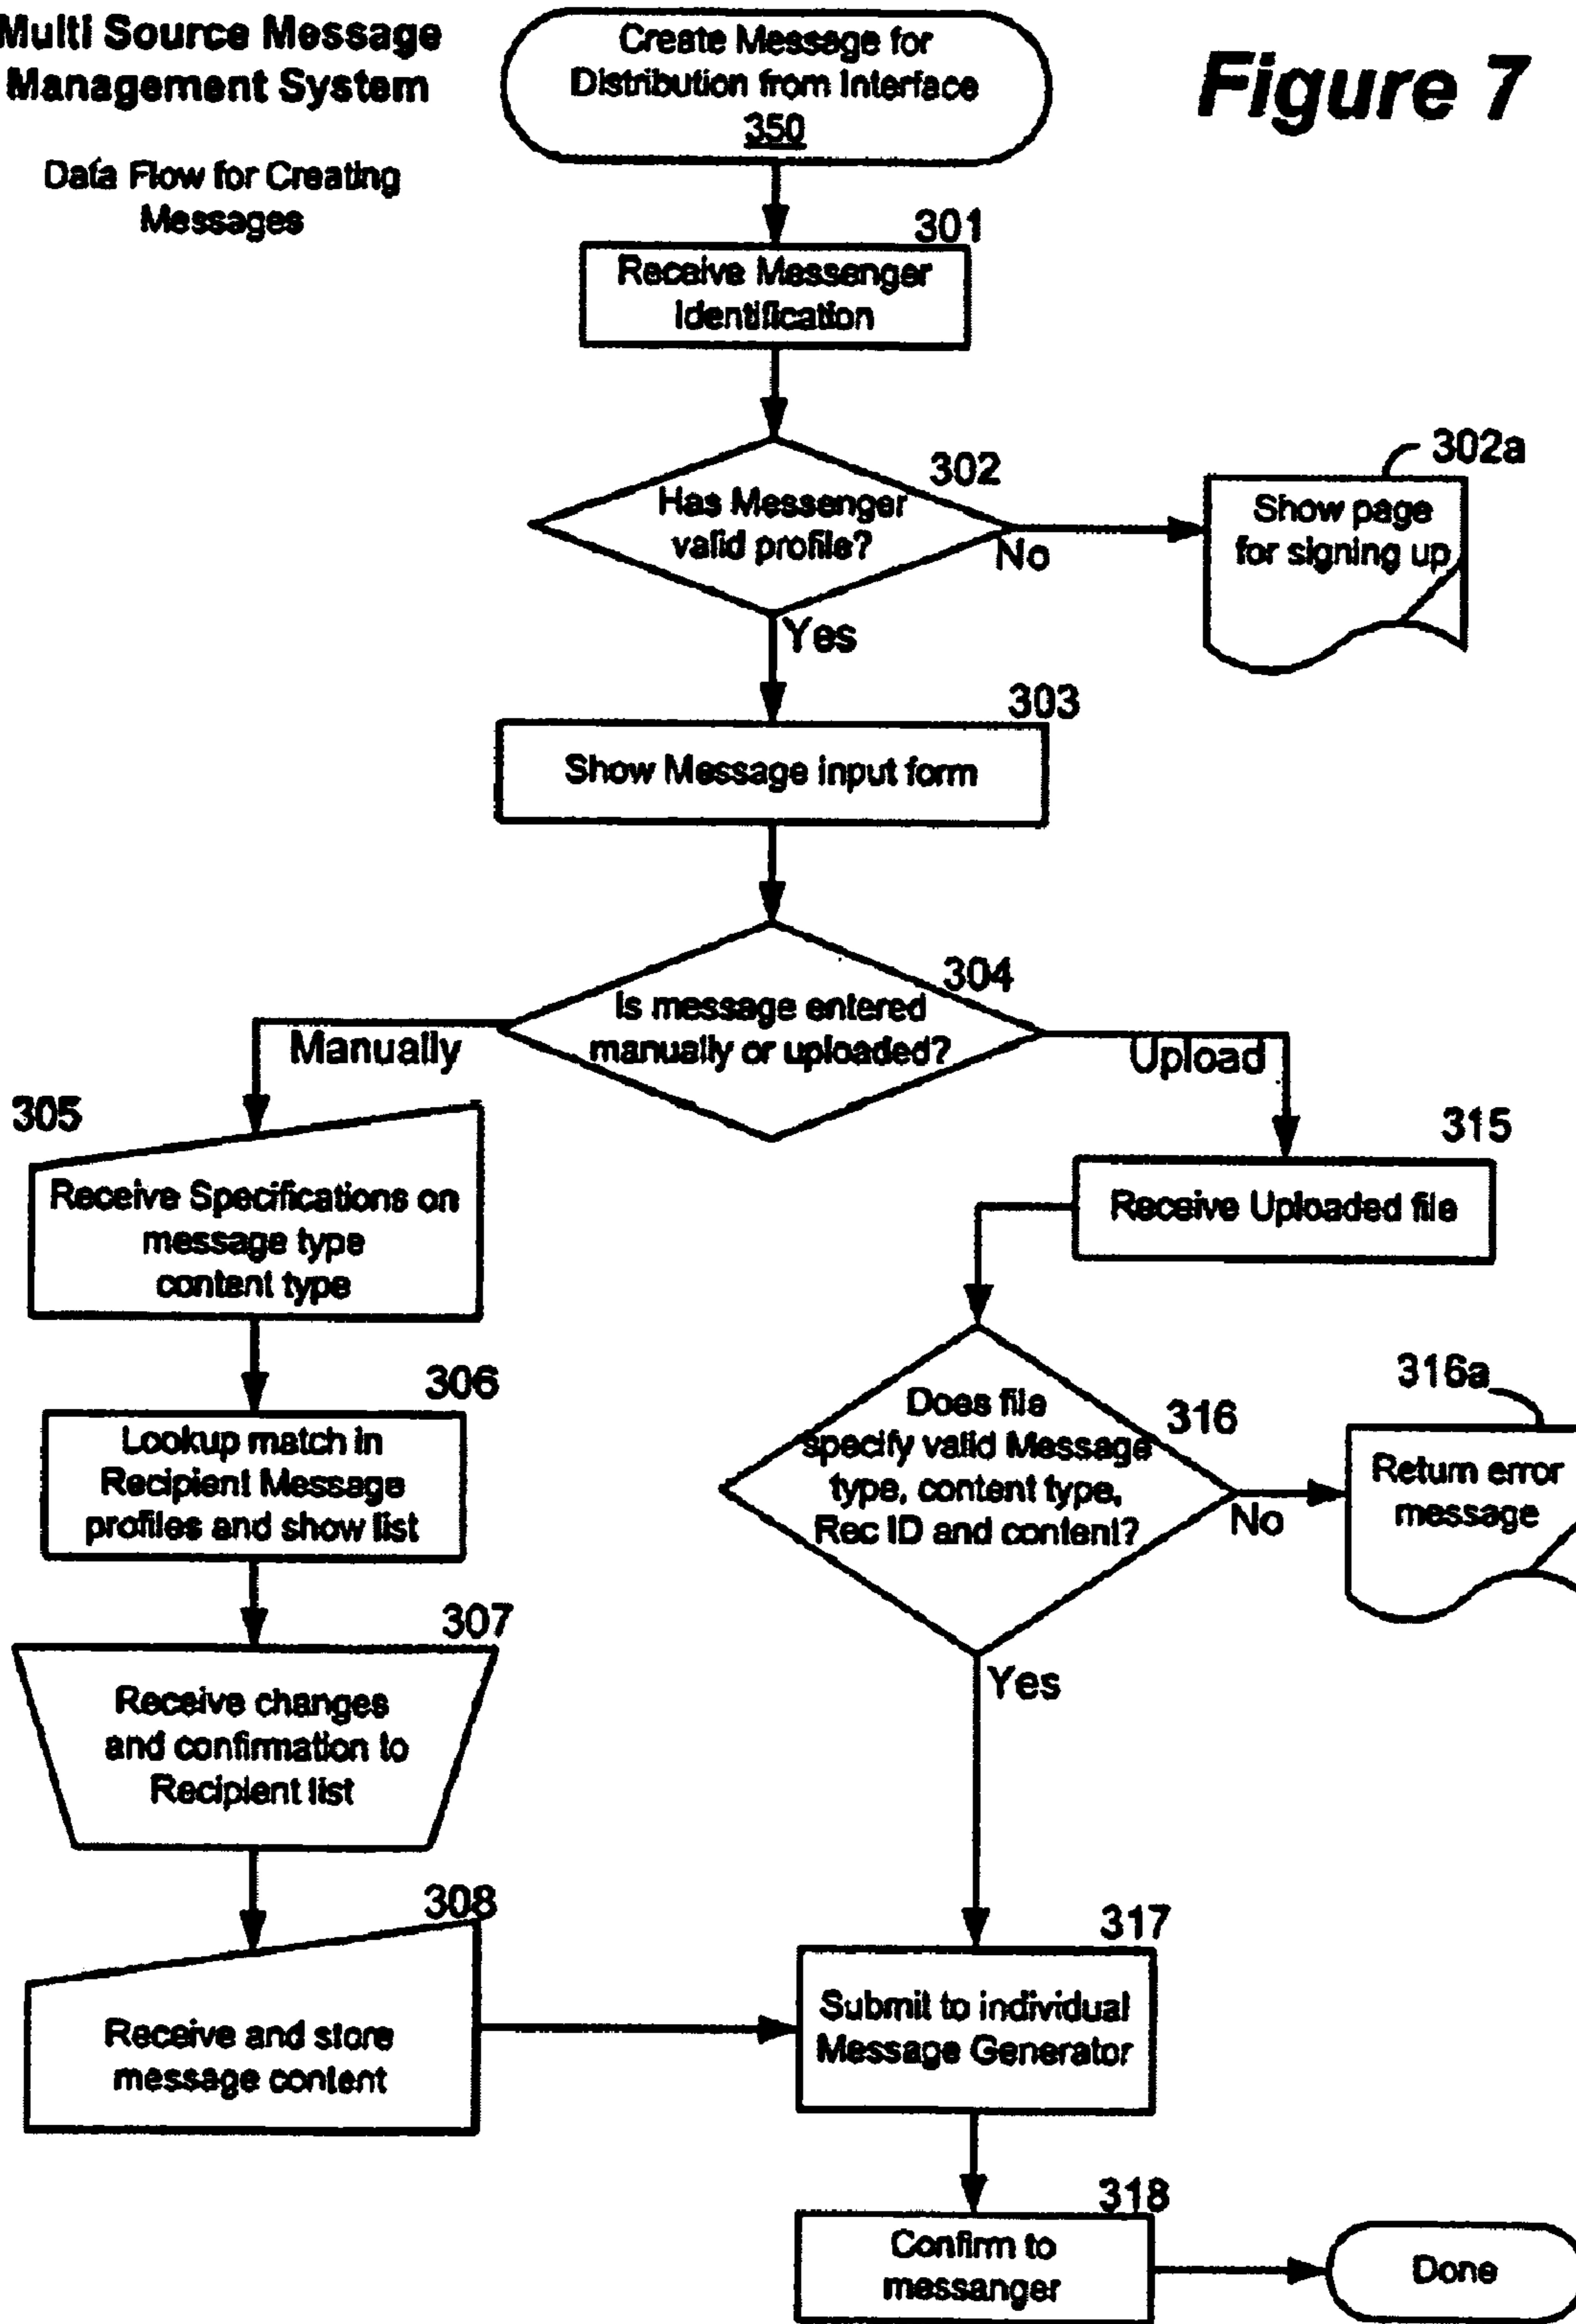 Multi Source Message
Management System
Data Flow for Creating
Messages
Figure 7
Create Message for
Distribution from Interface
350
301
Receive Messenger
Identification
302
Has Messenger
valid profile?
No
Yes
302a
Show page
for signing up
303
Show Message input form
304
Is message entered
manually or uploaded?
Manually
Upload
305
Receive Specifications on
message type
content type
306
Lookup match in
Recipient Message
profiles and show list
307
Receive changes
and confirmation to
Recipient list
308
Receive and store
message content
315
Receive Uploaded file
316
Does file
specify valid Message
type, content type,
Rec ID and content?
No
Yes
316a
Return error
message
317
Submit to individual
Message Generator
318
Confirm to
messanger
Done